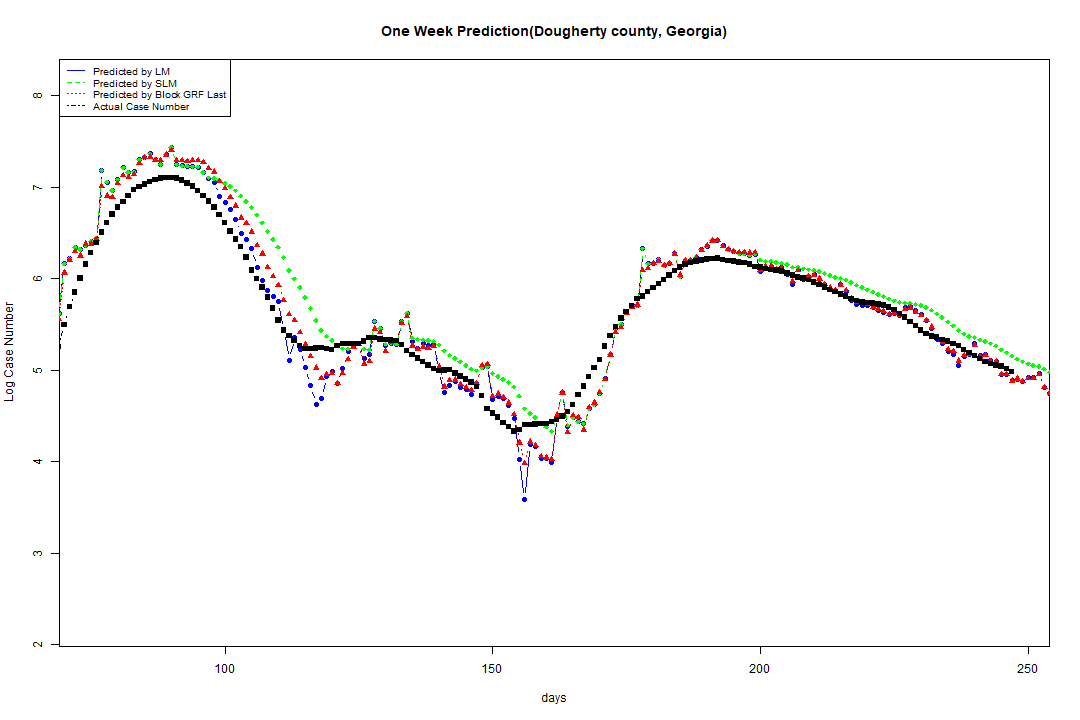 One Week Prediction(Dougherty county, Georgia)
Predicted by LM
Predicted by SLM
Predicted by Block GRF Last
Actual Case Number
8
7
6
5
4
3
2
Log Case Number
100
150
200
250
days